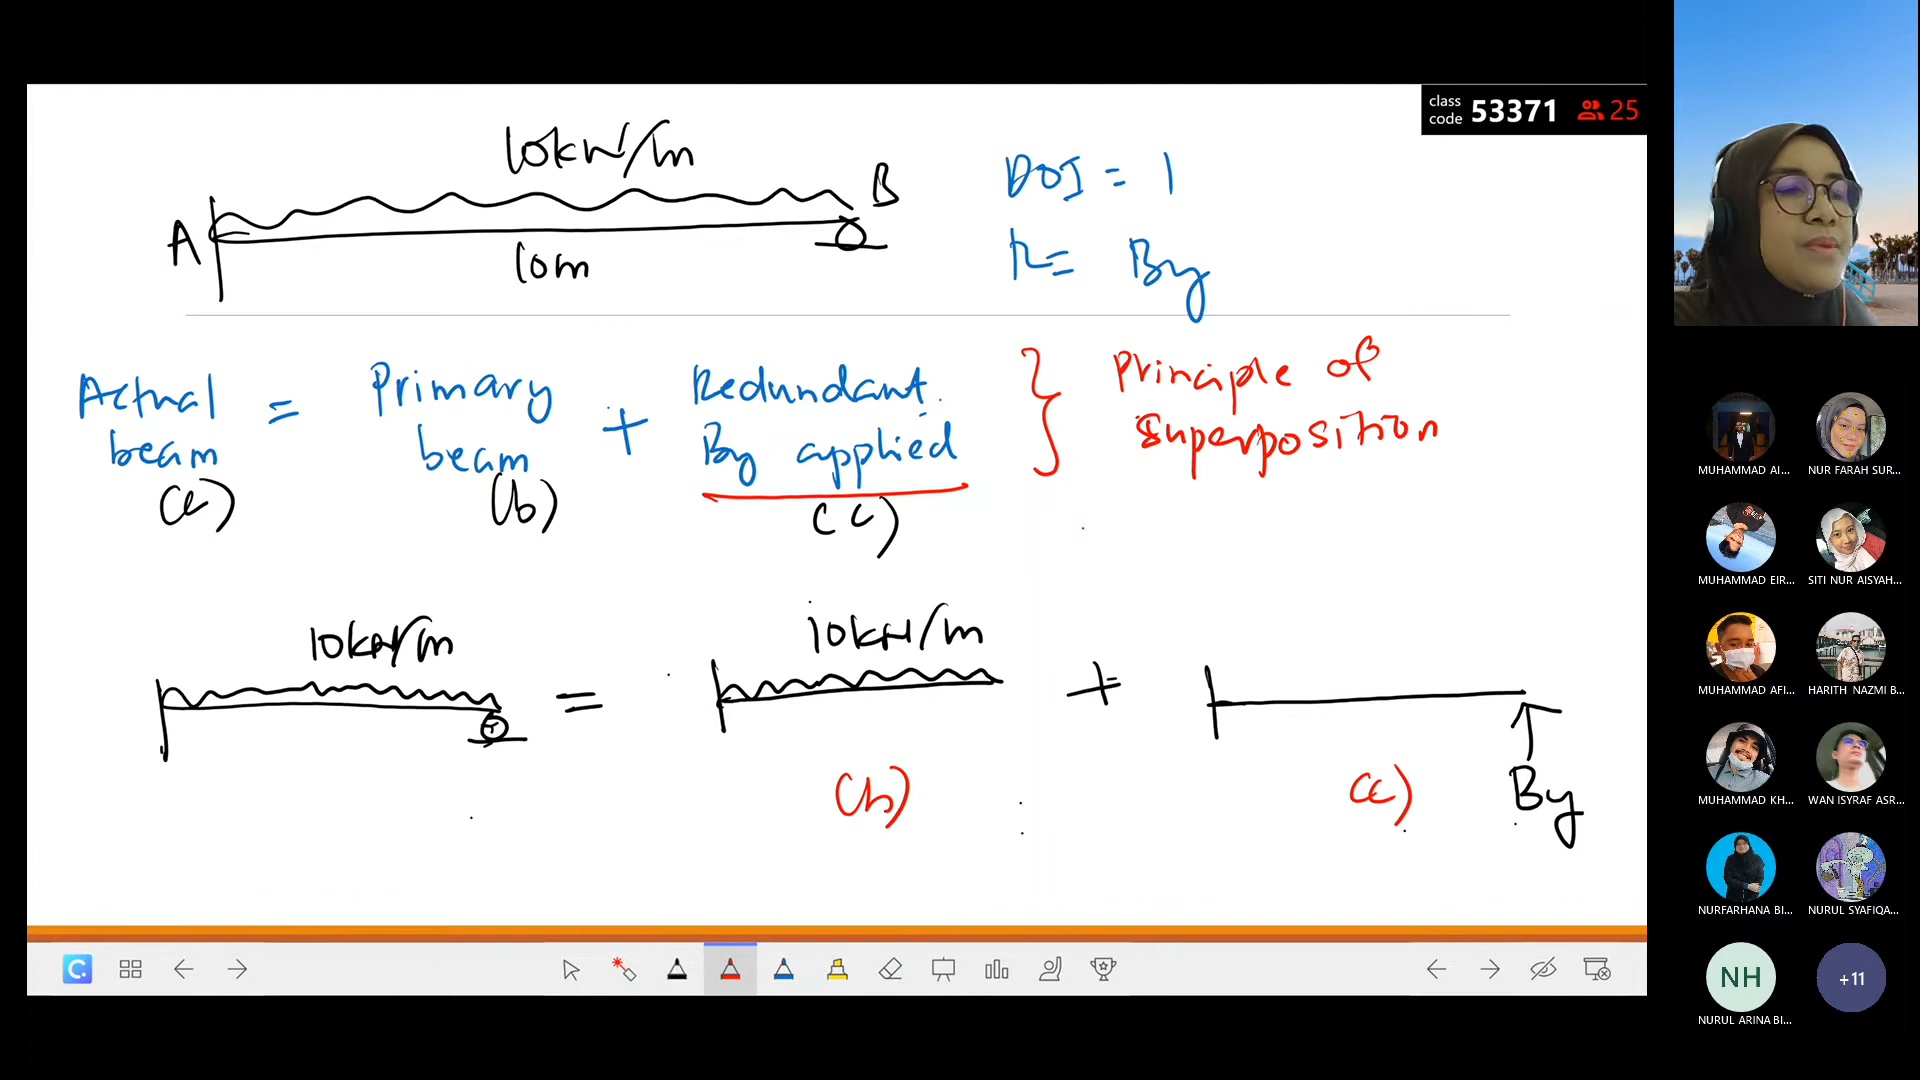 class code 53371 25
10kN/m
A
B
10m
DOI = 1
R = By
Actual beam = Primary beam + Redundant By applied } Principle of superposition
(a)
(b)
(c)
10kN/m = 10kN/m +
(b)
(c)
By
MUHAMMAD AI...
NUR FARAH SUR...
MUHAMMAD EIR...
SITI NUR AISYAH...
MUHAMMAD AFI...
HARITH NAZMI B...
MUHAMMAD KH...
WAN ISYRAF ASR...
NURFARHANA BI...
NURUL SYAFIQA...
NH
+11
NURUL ARINA BI...